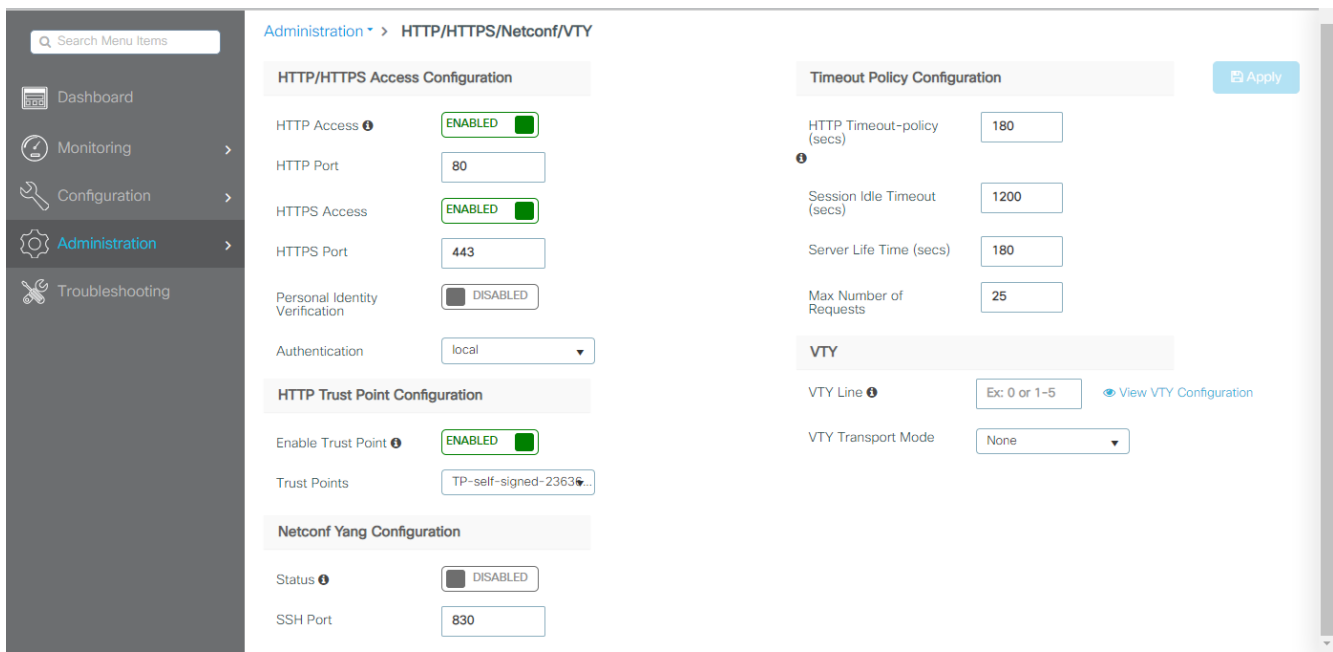 Search Menu Items
Dashboard
Monitoring
Configuration
Administration
Troubleshooting
Administration > HTTP/HTTPS/Netconf/VTY
HTTP/HTTPS Access Configuration
HTTP Access
ENABLED
HTTP Port
80
HTTPS Access
ENABLED
HTTPS Port
443
Personal Identity
Verification
DISABLED
Authentication
local
HTTP Trust Point Configuration
Enable Trust Point
ENABLED
Trust Points
TP-self-signed-23636...
Netconf Yang Configuration
Status
DISABLED
SSH Port
830
Timeout Policy Configuration
Apply
HTTP Timeout-policy
(secs)
180
Session Idle Timeout
(secs)
1200
Server Life Time (secs)
180
Max Number of
Requests
25
VTY
VTY Line
Ex: 0 or 1-5
View VTY Configuration
VTY Transport Mode
None